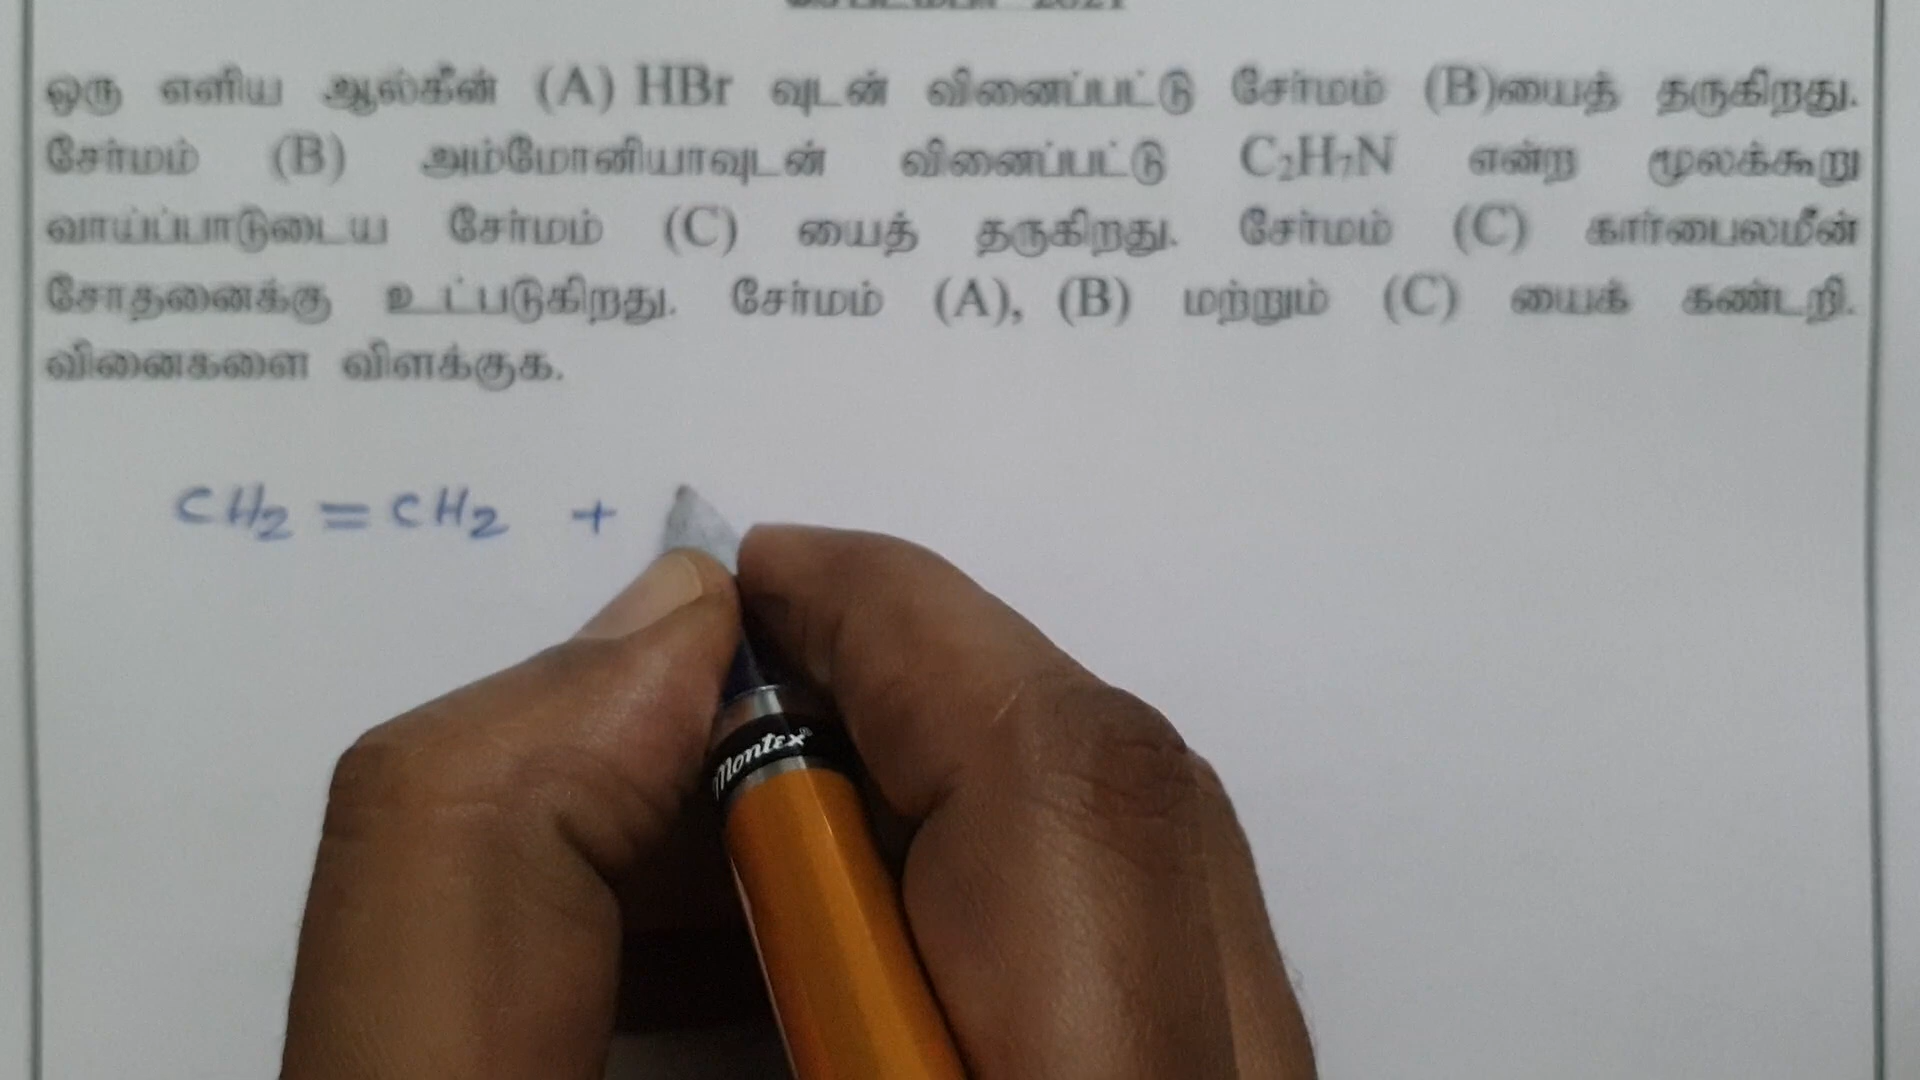 ஒரு எளிய ஆல்கீன் (A) HBr வுடன் வினைப்பட்டு சேர்மம் (B)யைத் தருகிறது.
சேர்மம் (B) அம்மோனியாவுடன் வினைப்பட்டு C₂H₇N என்ற மூலக்கூறு
வாய்ப்பாடுடைய சேர்மம் (C) யைத் தருகிறது. சேர்மம் (C) கார்பைலமீன்
சோதனைக்கு உட்படுகிறது. சேர்மம் (A), (B) மற்றும் (C) யைக் கண்டறி.
வினைகளை விளக்குக.
CH₂ = CH₂ +
Montex